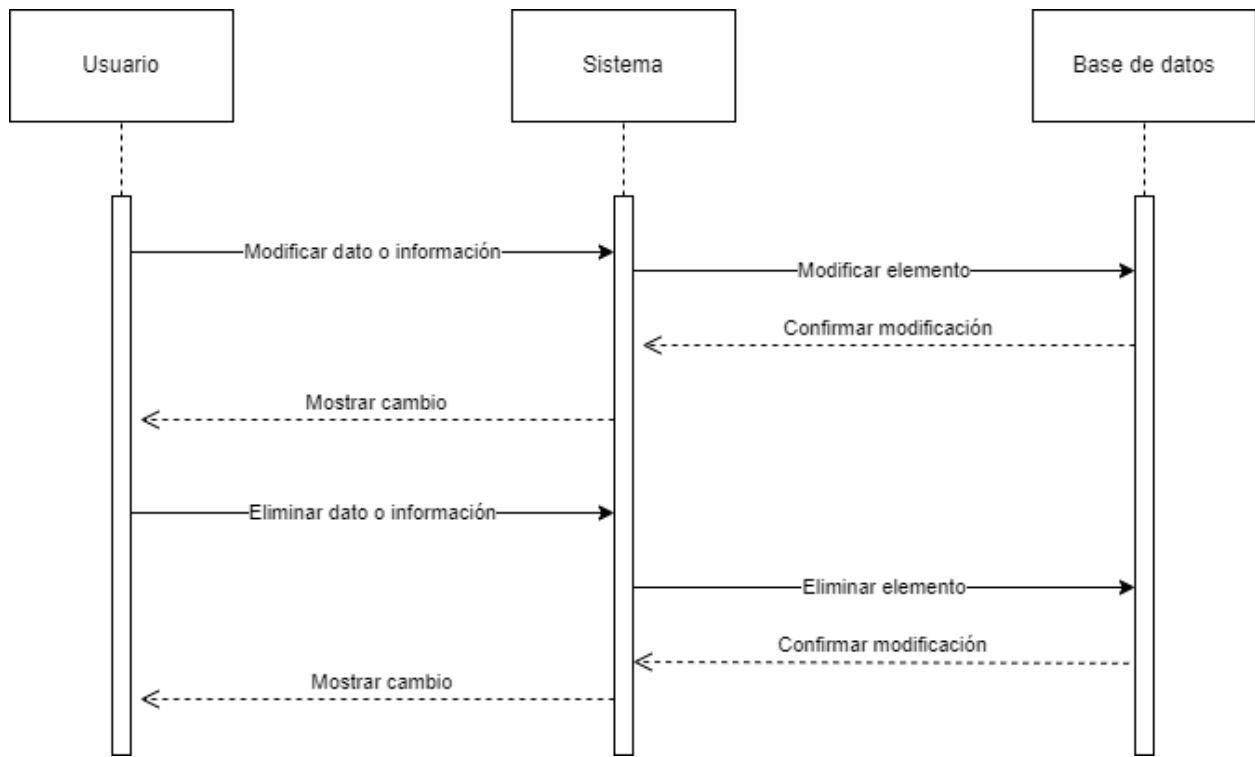 Usuario
Sistema
Base de datos
Modificar dato o información
Modificar elemento
Confirmar modificación
Mostrar cambio
Eliminar dato o información
Eliminar elemento
Confirmar modificación
Mostrar cambio